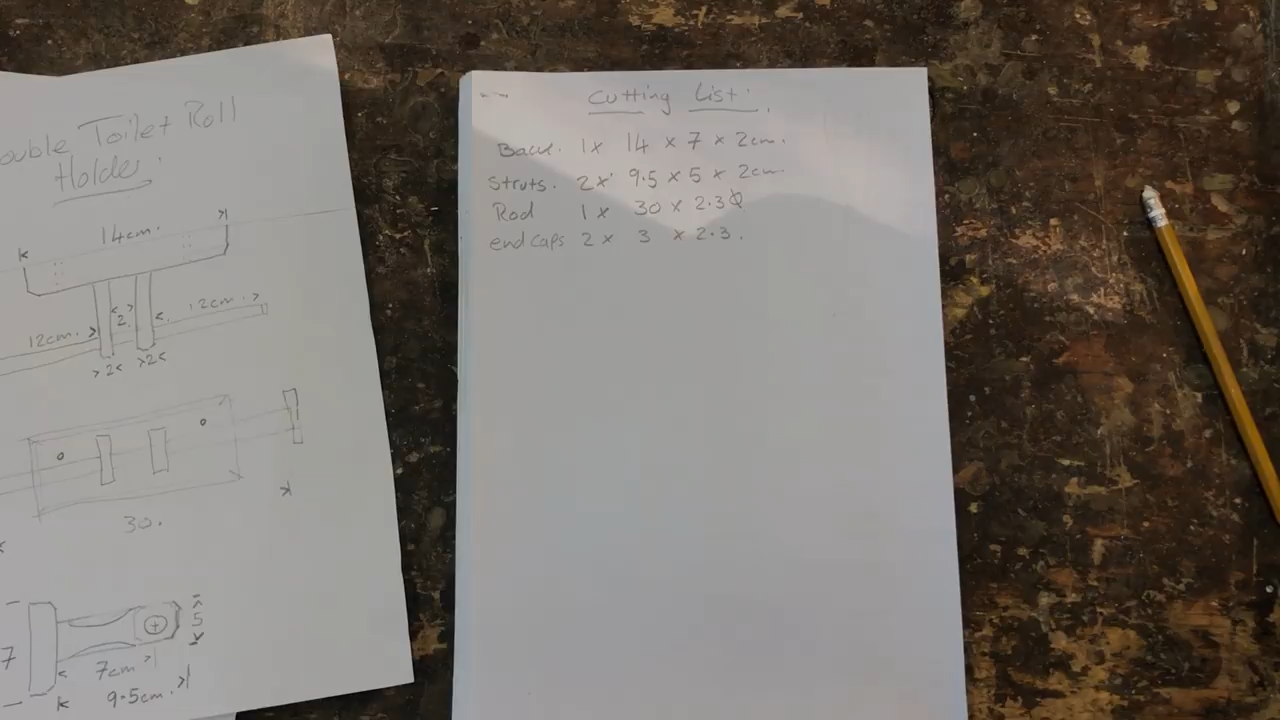 ouble Toilet Roll
Holder.
14cm.
12cm.
2.
12cm.
>2<
>2<
30.
7
5
7cm
9.5cm.
Cutting List.
Back. 1x 14 x 7 x 2cm.
Struts. 2x 9.5 x 5 x 2cm.
Rod 1x 30 x 2.3Ø
end caps 2x 3 x 2.3.